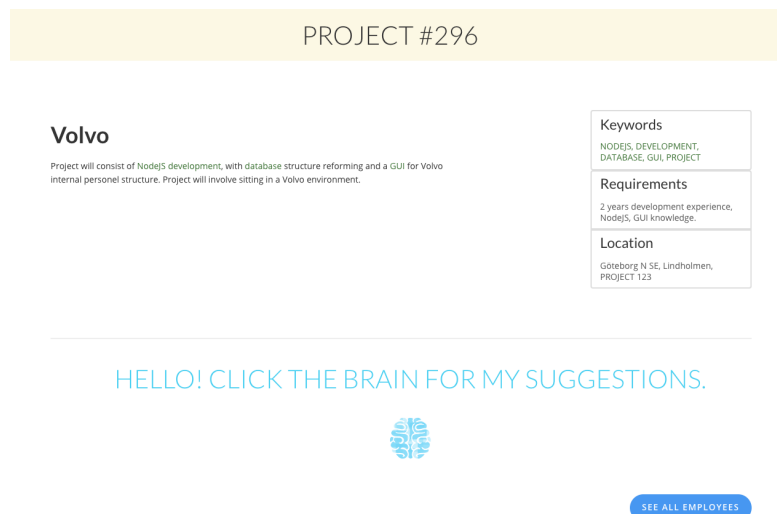 PROJECT #296
Volvo
Project will consist of NodeJS development, with database structure reforming and a GUI for Volvo
internal personel structure. Project will involve sitting in a Volvo environment.
Keywords
NODEJS, DEVELOPMENT,
DATABASE, GUI, PROJECT
Requirements
2 years development experience,
NodeJS, GUI knowledge.
Location
Göteborg N SE, Lindholmen,
PROJECT 123
HELLO! CLICK THE BRAIN FOR MY SUGGESTIONS.
SEE ALL EMPLOYEES